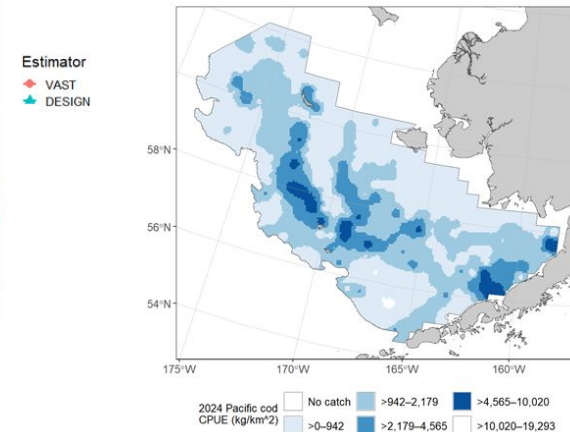 Estimator
VAST
DESIGN
58°N
56°N
54°N
175°W
170°W
165°W
160°W
2024 Pacific cod
CPUE (kg/km^2)
No catch
>942–2,179
>4,565–10,020
>0–942
>2,179–4,565
>10,020–19,293